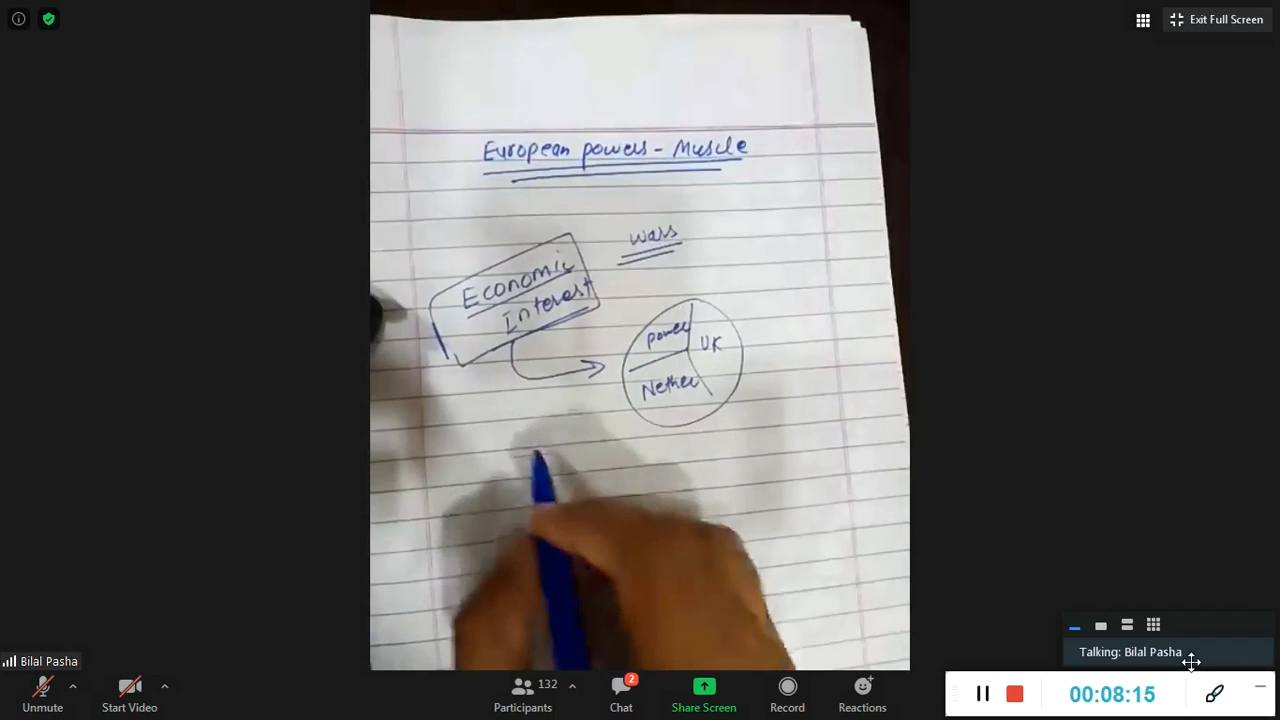 Exit Full Screen
European powers - Muscle
wars
Economic
Interest
power
UK
Nether
Talking: Bilal Pasha
Bilal Pasha
Unmute
Start Video
132
Participants
2
Chat
Share Screen
Record
Reactions
00:08:15